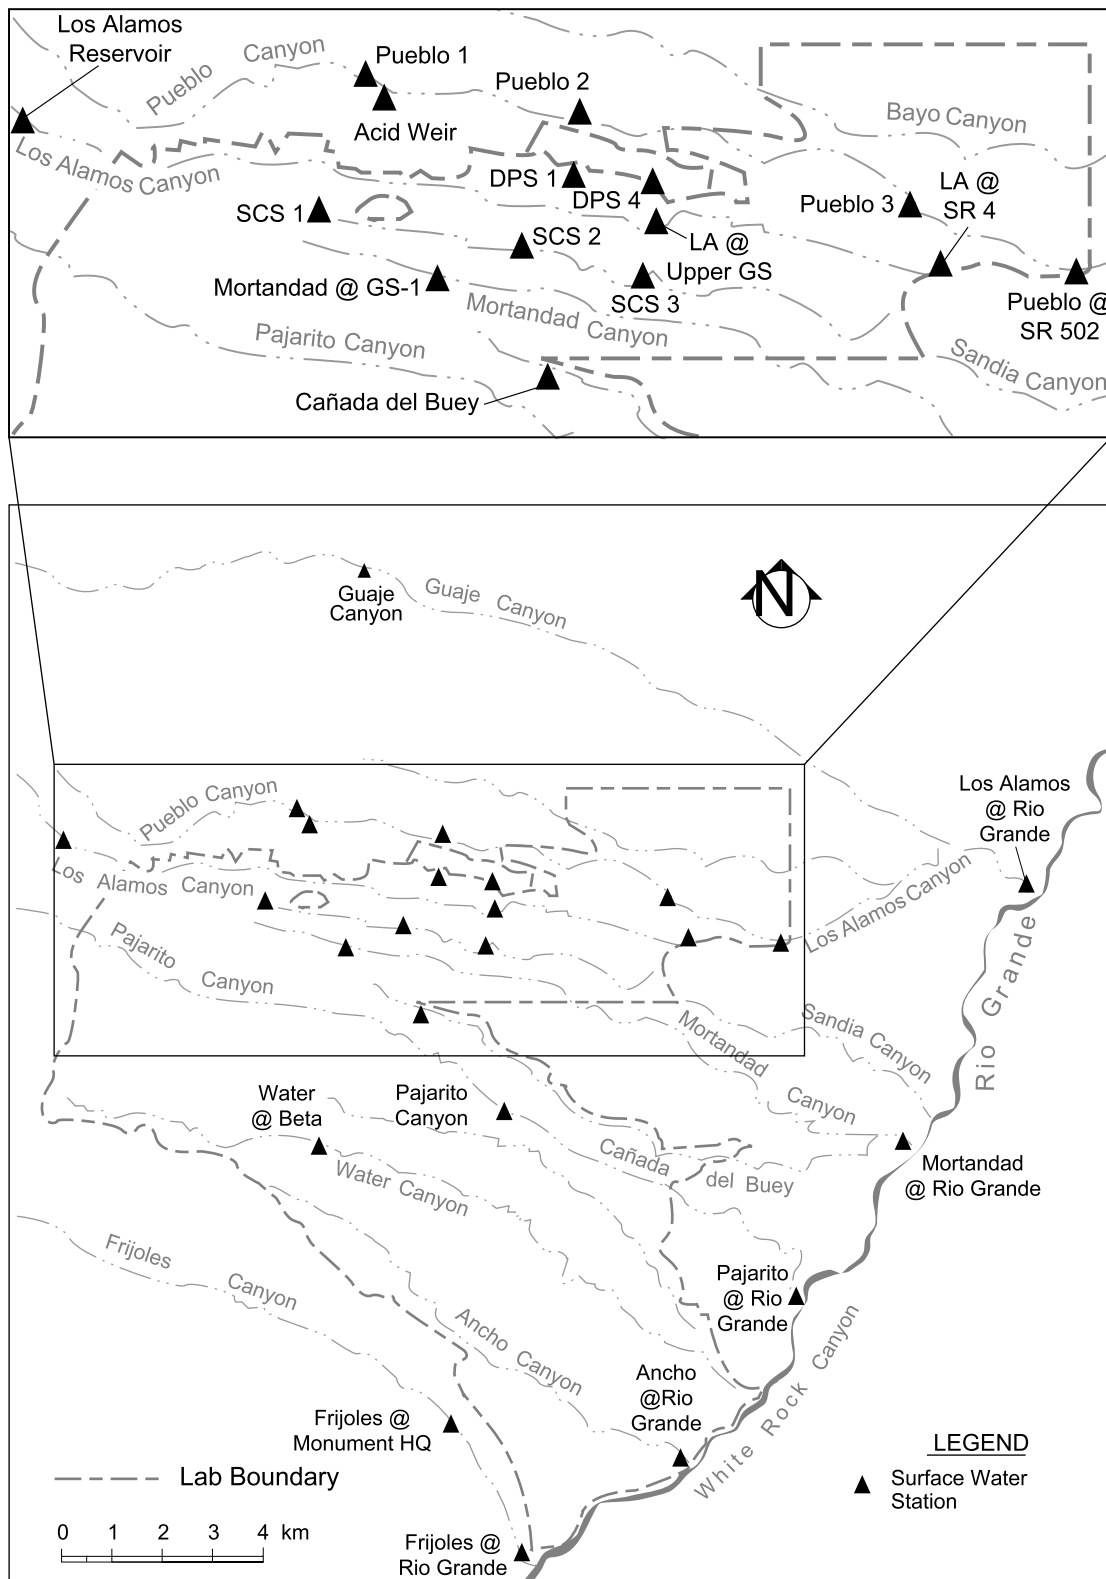 Los Alamos
Reservoir
Pueblo Canyon
Pueblo 1
Acid Weir
Pueblo 2
Bayo Canyon
Los Alamos Canyon
DPS 1
DPS 4
LA @
SR 4
Pueblo 3
SCS 1
SCS 2
LA @
Upper GS
SCS 3
Mortandad @ GS-1
Mortandad Canyon
Pueblo @
SR 502
Pajarito Canyon
Sandia Canyon
Cañada del Buey
Guaje
Canyon
Guaje Canyon
N
Los Alamos
@ Rio
Grande
Pueblo Canyon
Los Alamos Canyon
Los Alamos Canyon
Pajarito Canyon
Rio Grande
Sandia Canyon
Mortandad Canyon
Water
@ Beta
Pajarito
Canyon
Cañada del Buey
Mortandad
@ Rio Grande
Water Canyon
Frijoles Canyon
Pajarito
@ Rio
Grande
Ancho Canyon
White Rock Canyon
Ancho
@Rio
Grande
Frijoles @
Monument HQ
LEGEND
Surface Water
Station
Lab Boundary
0 1 2 3 4 km
Frijoles @
Rio Grande